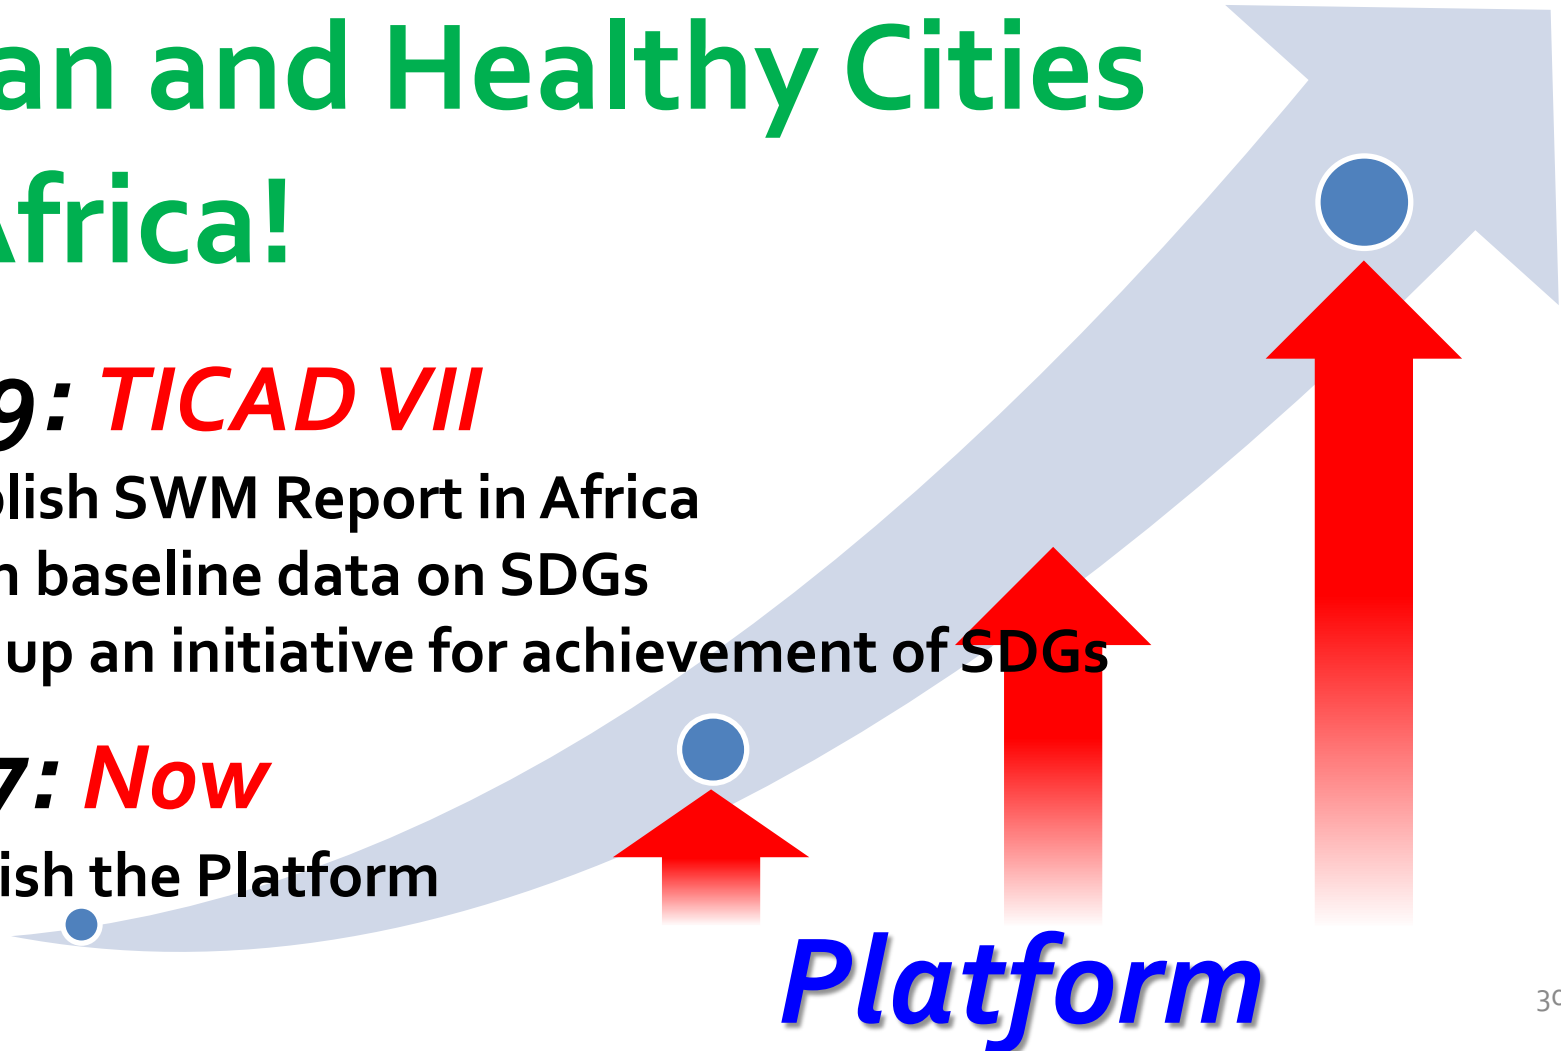 an and Healthy Cities
Africa!
9: TICAD VII
lish SWM Report in Africa
baseline data on SDGs
up an initiative for achievement of SDGs
7: Now
ish the Platform
Platform